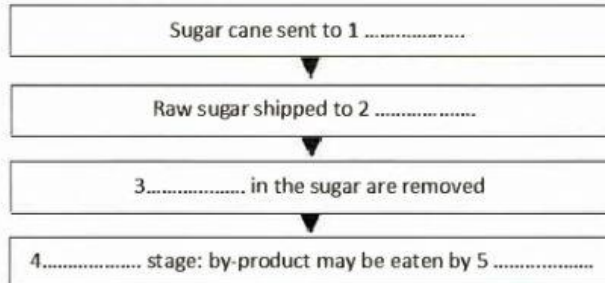 Sugar cane sent to 1 ....................
Raw sugar shipped to 2 ....................
3.................... in the sugar are removed
4.................... stage: by-product may be eaten by 5 ....................